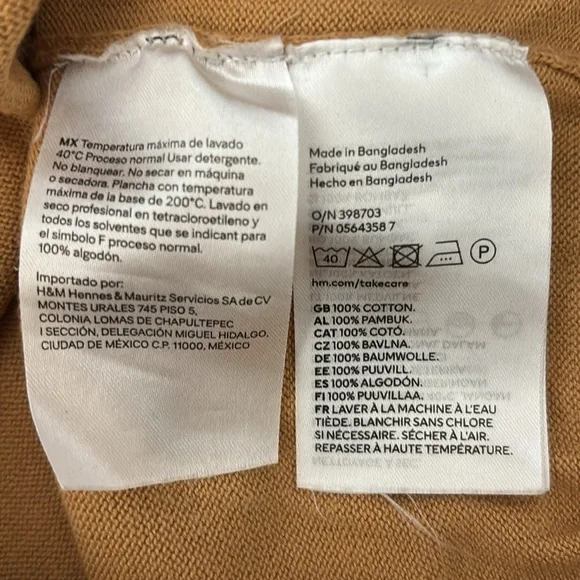 MX Temperatura máxima de lavado
40°C Proceso normal Usar detergente.
No blanquear. No secar en máquina
o secadora. Plancha con temperatura
máxima de la base de 200°C. Lavado en
seco profesional en tetracloroetileno y
todos los solventes que se indican para
el simbolo F proceso normal.
100% algodón.
Importado por:
H&M Hennes & Mauritz Servicios SA de CV
MONTES URALES 745 PISO 5,
COLONIA LOMAS DE CHAPULTEPEC
I SECCIÓN, DELEGACIÓN MIGUEL HIDALGO,
CIUDAD DE MÉXICO C.P. 11000, MÉXICO
Made in Bangladesh
Fabriqué au Bangladesh
Hecho en Bangladesh
O/N 398703
P/N 0564358 7
40 P
hm.com/takecare
GB 100% COTTON.
AL 100% PAMBUK.
CAT 100% COTÓ.
CZ 100% BAVLNA.
DE 100% BAUMWOLLE.
EE 100% PUUVILL.
ES 100% ALGODÓN.
FI 100% PUUVILLAA.
FR LAVER À LA MACHINE À L'EAU
TIÈDE. BLANCHIR SANS CHLORE
SI NÉCESSAIRE. SÉCHER À L'AIR.
REPASSER À HAUTE TEMPÉRATURE.